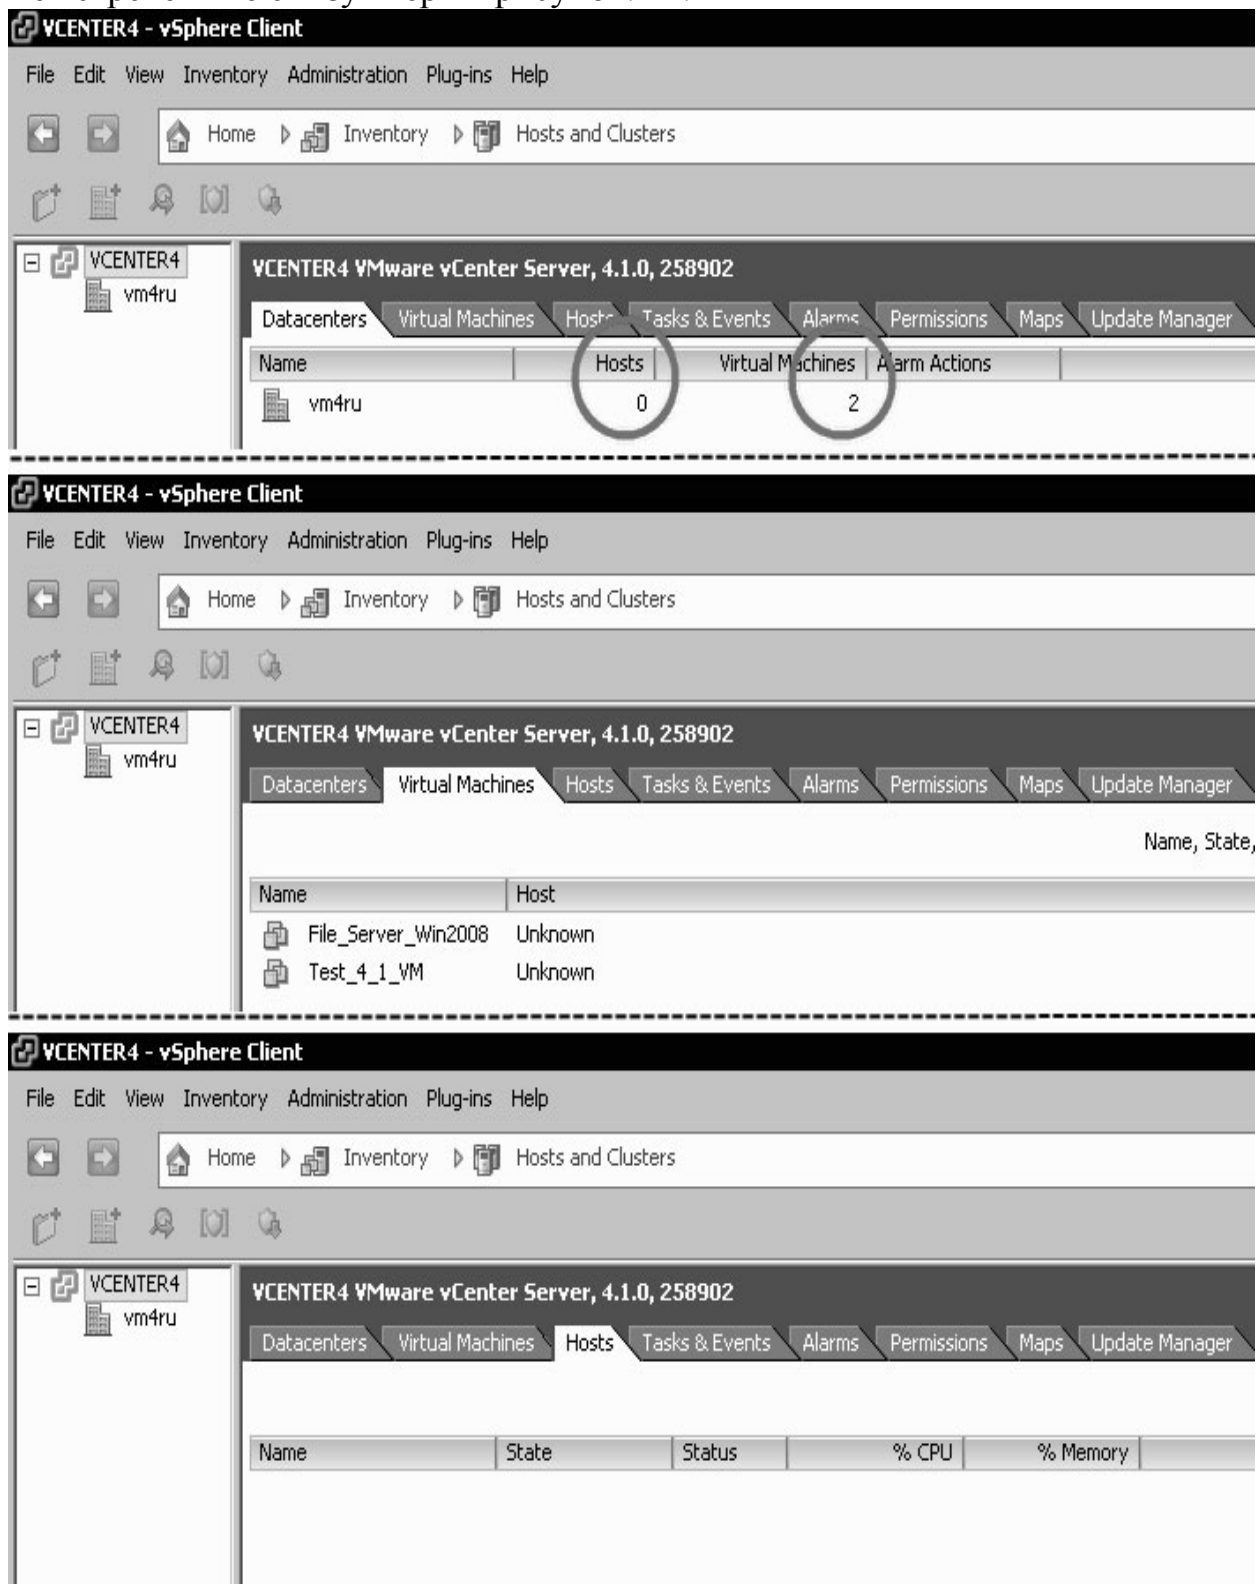 VCENTER4 - vSphere Client
File Edit View Inventory Administration Plug-ins Help
Home Inventory Hosts and Clusters
VCENTER4
vm4ru
VCENTER4 VMware vCenter Server, 4.1.0, 258902
Datacenters Virtual Machines Hosts Tasks & Events Alarms Permissions Maps Update Manager
Name Hosts Virtual Machines Alarm Actions
vm4ru 0 2
VCENTER4 - vSphere Client
File Edit View Inventory Administration Plug-ins Help
Home Inventory Hosts and Clusters
VCENTER4
vm4ru
VCENTER4 VMware vCenter Server, 4.1.0, 258902
Datacenters Virtual Machines Hosts Tasks & Events Alarms Permissions Maps Update Manager
Name, State,
Name Host
File_Server_Win2008 Unknown
Test_4_1_VM Unknown
VCENTER4 - vSphere Client
File Edit View Inventory Administration Plug-ins Help
Home Inventory Hosts and Clusters
VCENTER4
vm4ru
VCENTER4 VMware vCenter Server, 4.1.0, 258902
Datacenters Virtual Machines Hosts Tasks & Events Alarms Permissions Maps Update Manager
Name State Status % CPU % Memory